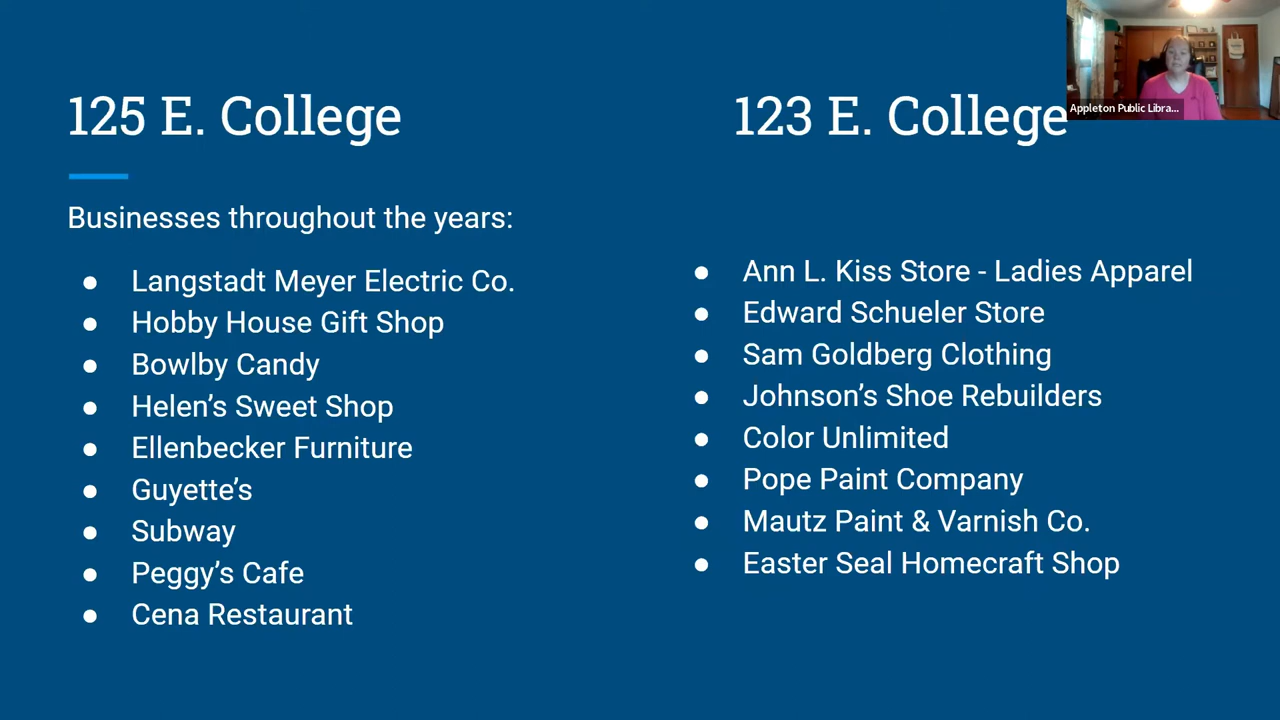 125 E. College
Businesses throughout the years:
● Langstadt Meyer Electric Co.
● Hobby House Gift Shop
● Bowlby Candy
● Helen’s Sweet Shop
● Ellenbecker Furniture
● Guyette’s
● Subway
● Peggy’s Cafe
● Cena Restaurant
123 E. College
● Ann L. Kiss Store - Ladies Apparel
● Edward Schueler Store
● Sam Goldberg Clothing
● Johnson’s Shoe Rebuilders
● Color Unlimited
● Pope Paint Company
● Mautz Paint & Varnish Co.
● Easter Seal Homecraft Shop
Appleton Public Libra...